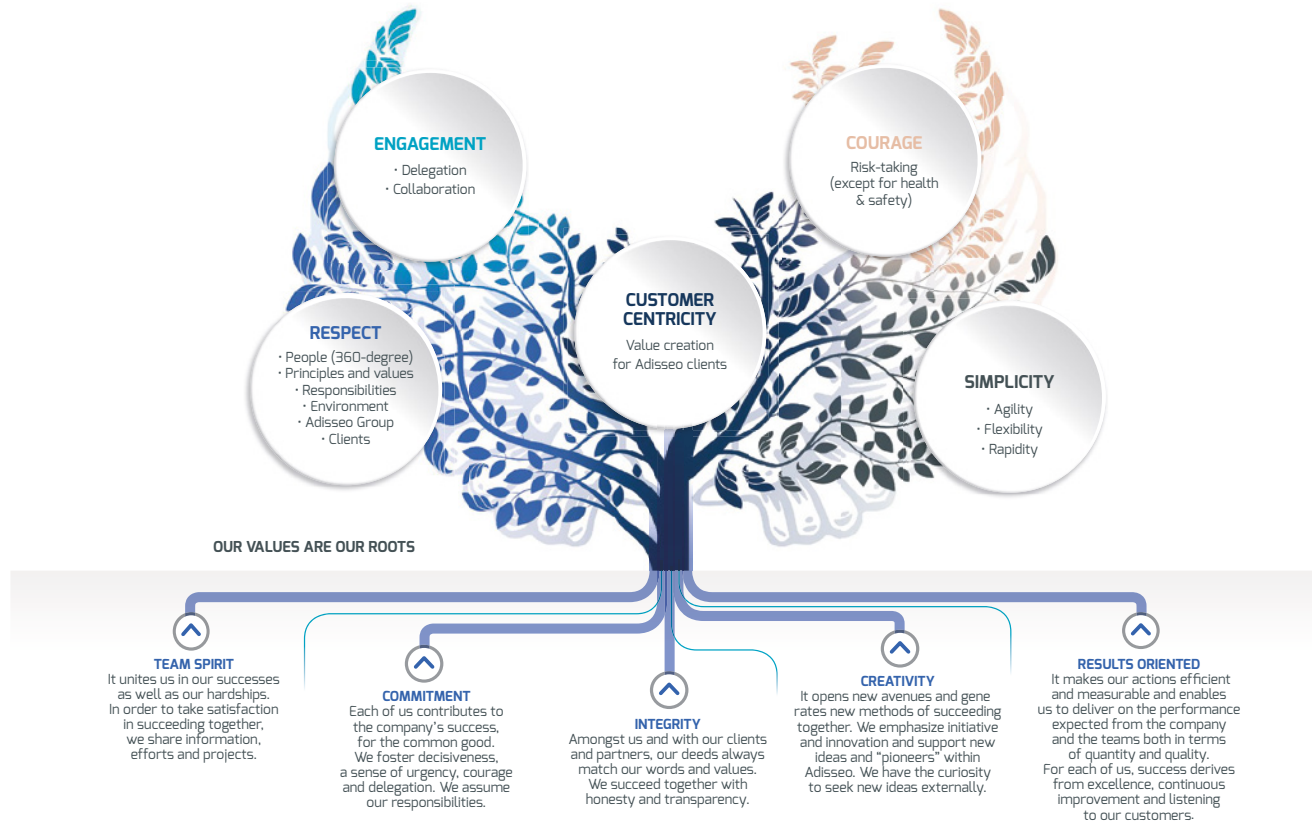 ENGAGEMENT
• Delegation
• Collaboration
COURAGE
Risk-taking
(except for health
& safety)
CUSTOMER
CENTRICITY
Value creation
for Adisseo clients
RESPECT
• People (360-degree)
• Principles and values
• Responsibilities
• Environment
• Adisseo Group
• Clients
SIMPLICITY
• Agility
• Flexibility
• Rapidity
OUR VALUES ARE OUR ROOTS
TEAM SPIRIT
It unites us in our successes
as well as our hardships.
In order to take satisfaction
in succeeding together,
we share information,
efforts and projects.
COMMITMENT
Each of us contributes to
the company's success,
for the common good.
We foster decisiveness,
a sense of urgency, courage
and delegation. We assume
our responsibilities.
INTEGRITY
Amongst us and with our clients
and partners, our deeds always
match our words and values.
We succeed together with
honesty and transparency.
CREATIVITY
It opens new avenues and gene
rates new methods of succeeding
together. We emphasize initiative
and innovation and support new
ideas and “pioneers” within
Adisseo. We have the curiosity
to seek new ideas externally.
RESULTS ORIENTED
It makes our actions efficient
and measurable and enables
us to deliver on the performance
expected from the company
and the teams both in terms
of quantity and quality.
For each of us, success derives
from excellence, continuous
improvement and listening
to our customers.